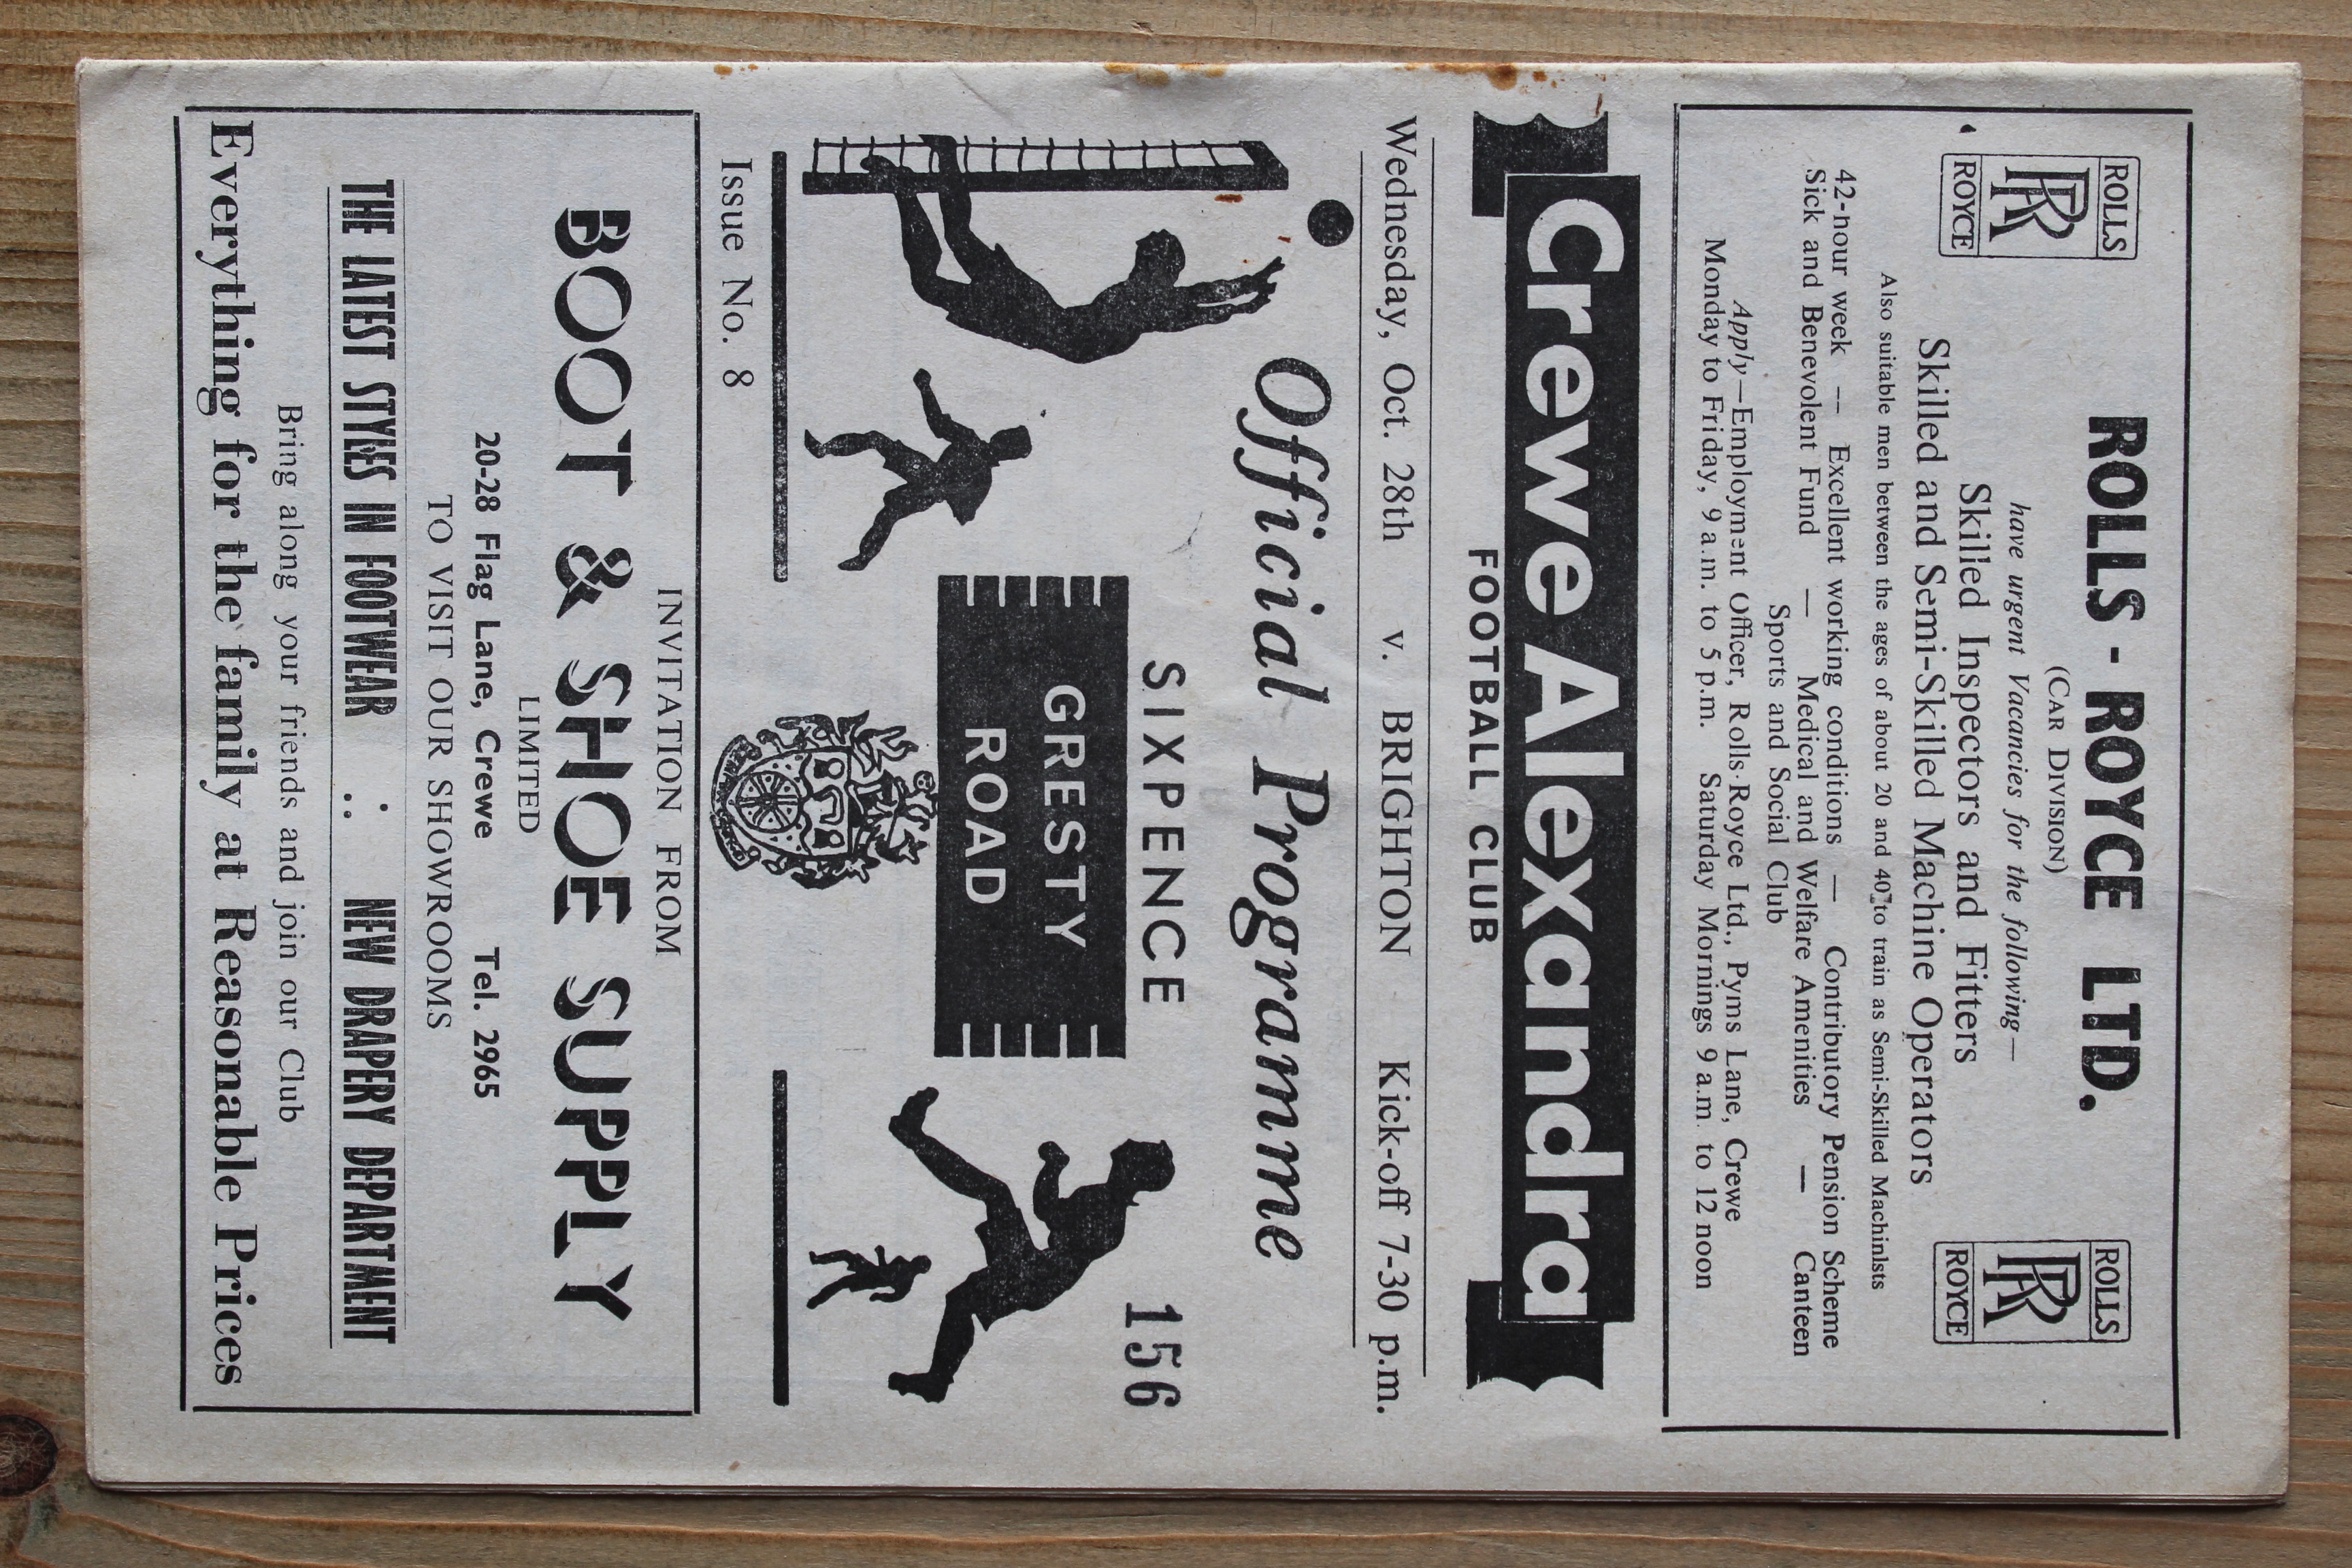 ROLLS - ROYCE LTD.
(CAR DIVISION)
have urgent Vacancies for the following—
Skilled Inspectors and Fitters
Skilled and Semi-Skilled Machine Operators
Also suitable men between the ages of about 20 and 40 to train as Semi-Skilled Machinists
42-hour week — Excellent working conditions — Contributory Pension Scheme
Sick and Benevolent Fund — Medical and Welfare Amenities — Canteen
Sports and Social Club
Apply—Employment Officer, Rolls-Royce Ltd., Pyms Lane, Crewe
Monday to Friday, 9 a.m. to 5 p.m. Saturday Mornings 9 a.m. to 12 noon
ROLLS
RR
ROYCE
ROLLS
RR
ROYCE
Crewe Alexandra
FOOTBALL CLUB
Wednesday, Oct. 28th v. BRIGHTON Kick-off 7-30 p.m.
Official Programme
SIXPENCE
156
GRESTY
ROAD
Issue No. 8
INVITATION FROM
BOOT & SHOE SUPPLY
LIMITED
20-28 Flag Lane, Crewe Tel. 2965
TO VISIT OUR SHOWROOMS
THE LATEST STYLES IN FOOTWEAR .·. NEW DRAPERY DEPARTMENT
Bring along your friends and join our Club
Everything for the family at Reasonable Prices